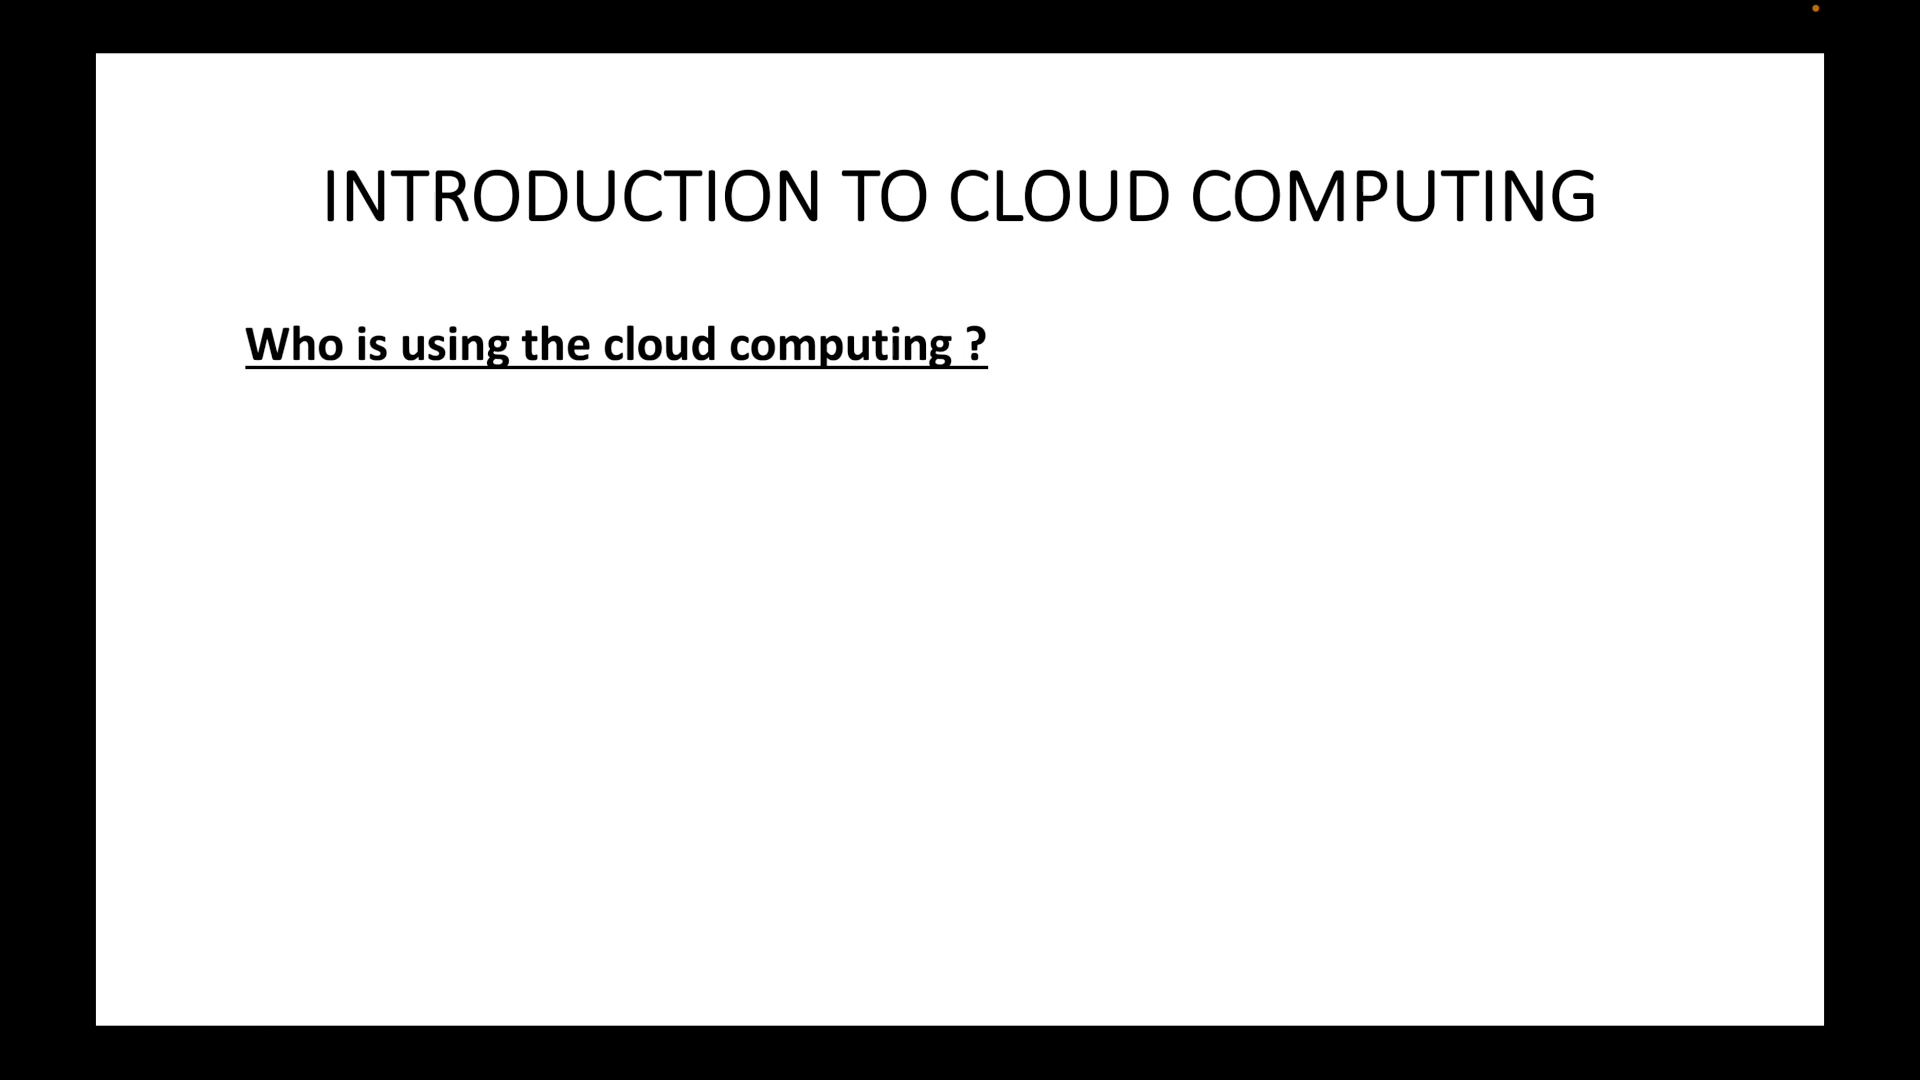 INTRODUCTION TO CLOUD COMPUTING
Who is using the cloud computing ?